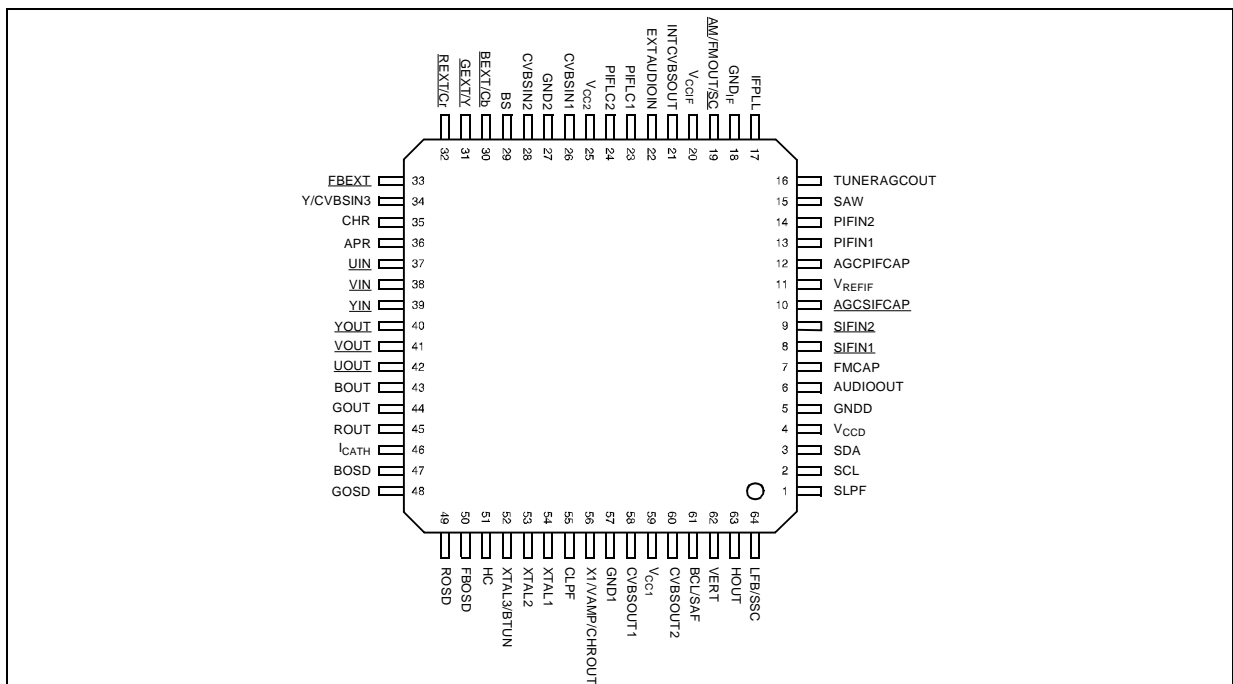 REXT/Cr
GEXT/Y
BEXT/Cb
BS
CVBSIN2
GND2
CVBSIN1
VCC2
PIFLC2
PIFLC1
EXTAUDIOIN
INTCVBSOUT
VCCIF
AM/FMOUT/SC
GNDIF
IFPLL
32 31 30 29 28 27 26 25 24 23 22 21 20 19 18 17
FBEXT 33 16 TUNERAGCOUT
Y/CVBSIN3 34 15 SAW
CHR 35 14 PIFIN2
APR 36 13 PIFIN1
UIN 37 12 AGCPIFCAP
VIN 38 11 VREFIF
YIN 39 10 AGCSIFCAP
YOUT 40 9 SIFIN2
VOUT 41 8 SIFIN1
UOUT 42 7 FMCAP
BOUT 43 6 AUDIOOUT
GOUT 44 5 GNDD
ROUT 45 4 VCCD
ICATH 46 3 SDA
BOSD 47 2 SCL
GOSD 48 1 SLPF
49 50 51 52 53 54 55 56 57 58 59 60 61 62 63 64
ROSD
FBOSD
HC
XTAL3/BTUN
XTAL2
XTAL1
CLPF
X1/VAMP/CHROUT
GND1
CVBSOUT1
VCC1
CVBSOUT2
BCL/SAF
VERT
HOUT
LFB/SSC